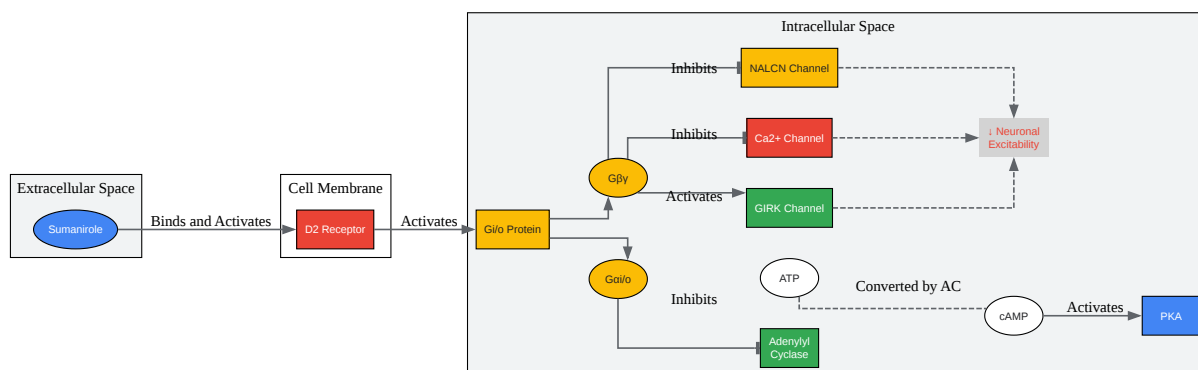 Intracellular Space
Inhibits
NALCN Channel
Inhibits
Ca2+ Channel
↓ Neuronal
Excitability
Extracellular Space
Cell Membrane
Gβγ
Activates
GIRK Channel
Sumanirole
Binds and Activates
D2 Receptor
Activates
Gi/o Protein
Gαi/o
ATP
Converted by AC
Inhibits
cAMP
Activates
PKA
Adenylyl
Cyclase